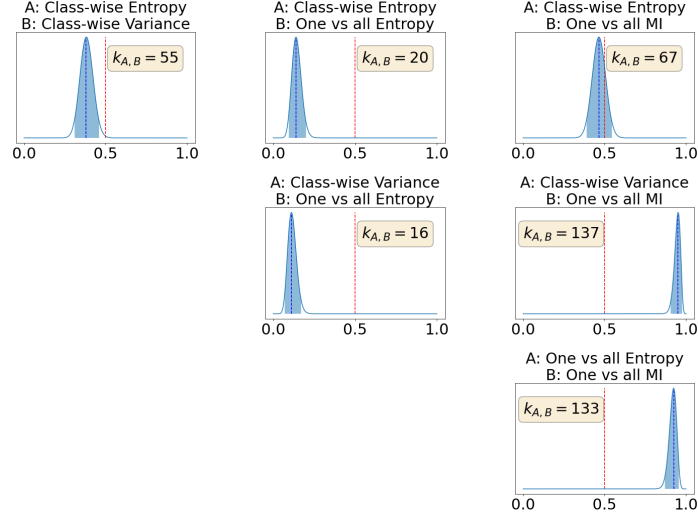 A: Class-wise Entropy
B: Class-wise Variance
k_{A, B} = 55
0.0 0.5 1.0
A: Class-wise Entropy
B: One vs all Entropy
k_{A, B} = 20
0.0 0.5 1.0
A: Class-wise Entropy
B: One vs all MI
k_{A, B} = 67
0.0 0.5 1.0
A: Class-wise Variance
B: One vs all Entropy
k_{A, B} = 16
0.0 0.5 1.0
A: Class-wise Variance
B: One vs all MI
k_{A, B} = 137
0.0 0.5 1.0
A: One vs all Entropy
B: One vs all MI
k_{A, B} = 133
0.0 0.5 1.0